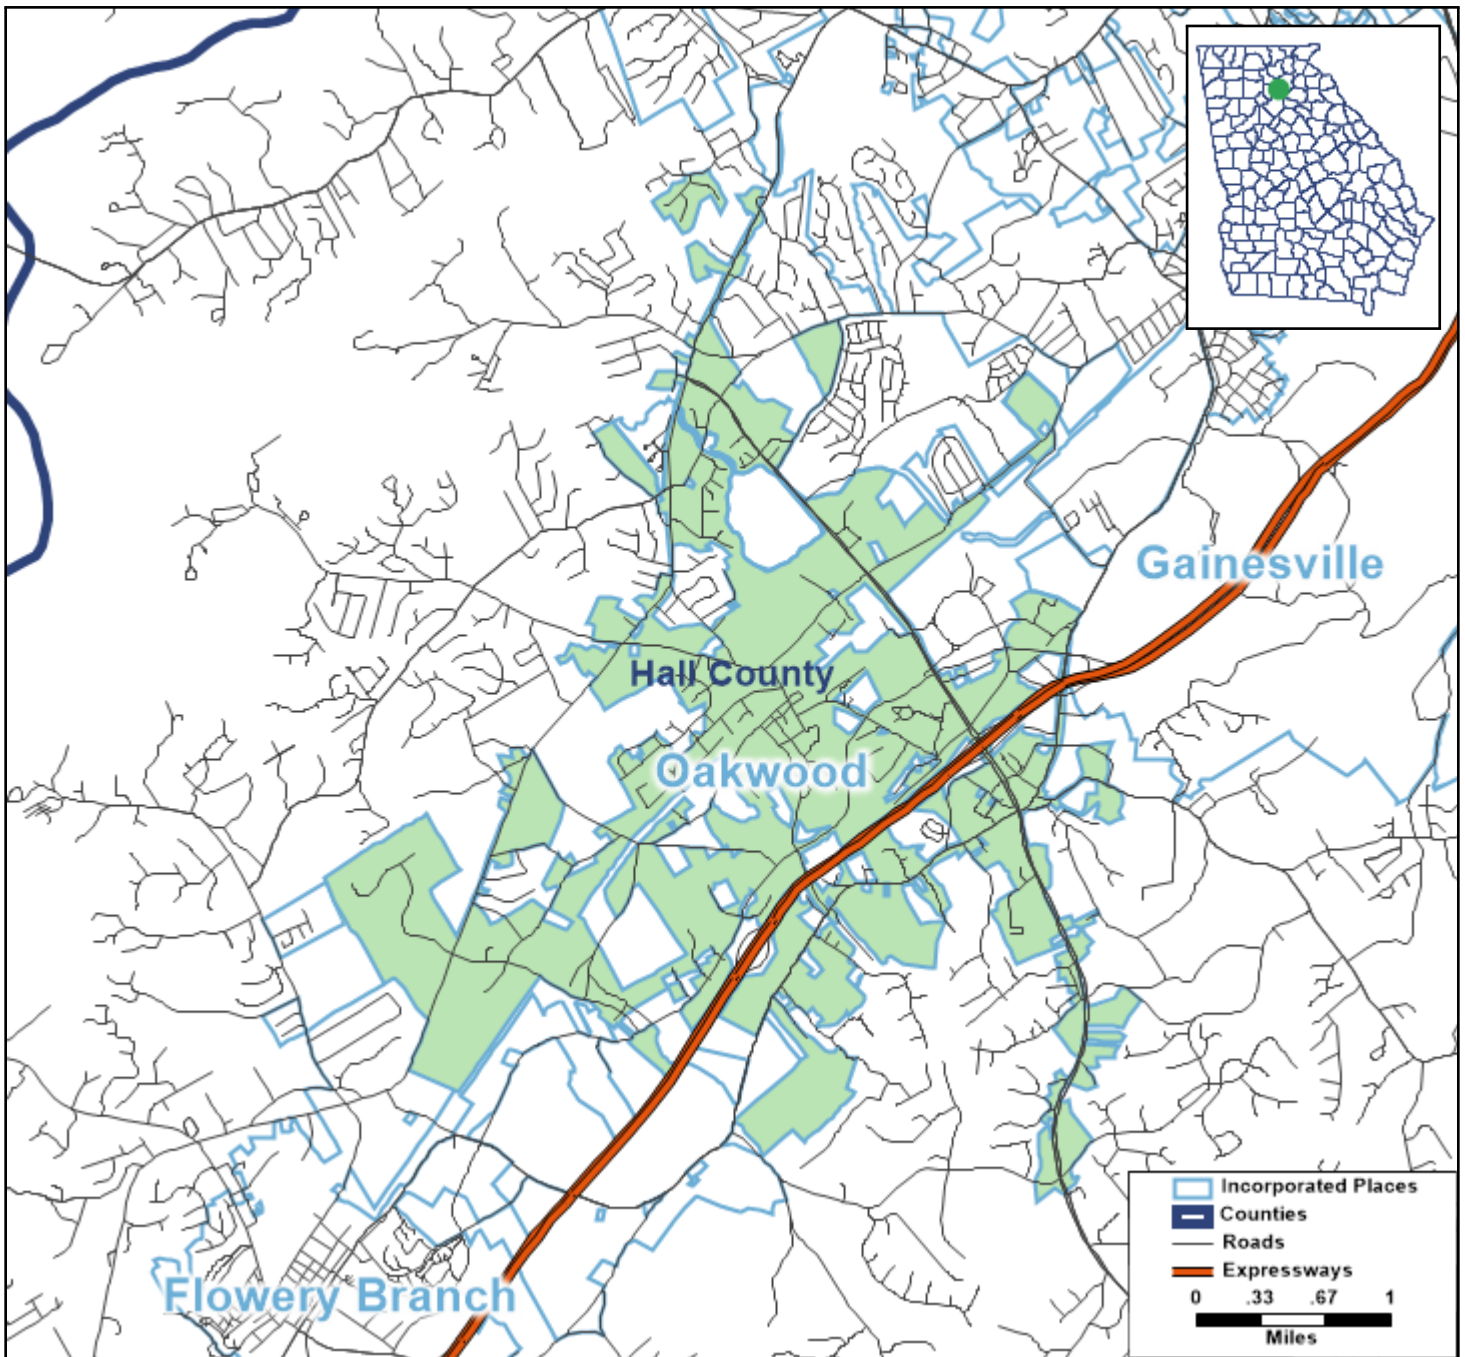 Gainesville
Hall County
Oakwood
Flowery Branch
Incorporated Places
Counties
Roads
Expressways
0 .33 .67 1
Miles